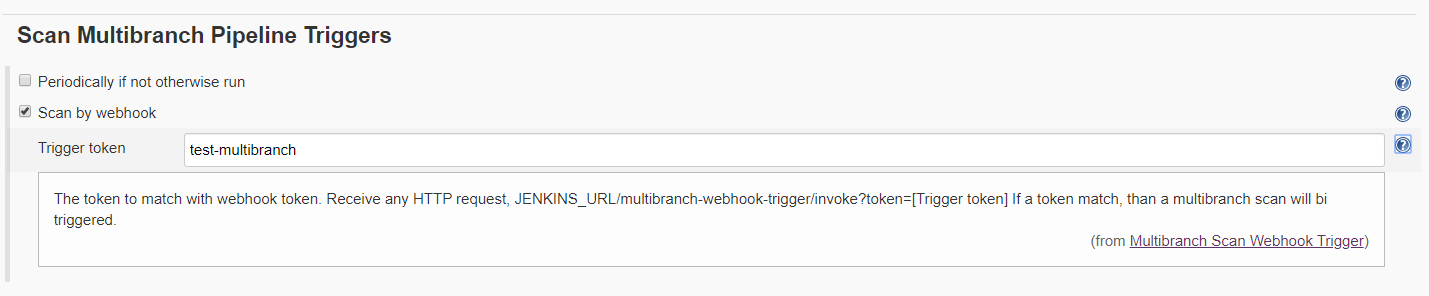 Scan Multibranch Pipeline Triggers
Periodically if not otherwise run
Scan by webhook
Trigger token
test-multibranch
The token to match with webhook token. Receive any HTTP request, JENKINS_URL/multibranch-webhook-trigger/invoke?token=[Trigger token] If a token match, than a multibranch scan will bi
triggered.
(from Multibranch Scan Webhook Trigger)